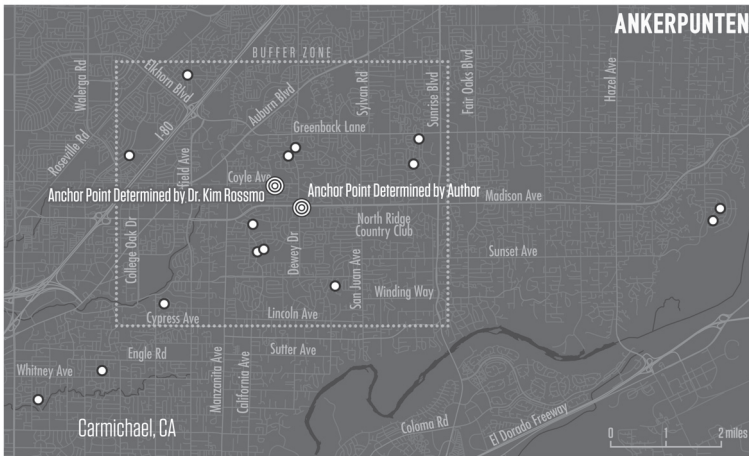 ANKERPUNTEN
BUFFER ZONE
Walerga Rd
Elkhorn Blvd
Auburn Blvd
Sylvan Rd
Sunrise Blvd
Fair Oaks Blvd
Hazel Ave
Roseville Rd
I-80
Greenback Lane
field Ave
Coyle Ave
Anchor Point Determined by Dr. Kim Rossmo
Anchor Point Determined by Author
Madison Ave
College Oak Dr
Dewey Dr
North Ridge
Country Club
Sunset Ave
San Juan Ave
Winding Way
Cypress Ave
Lincoln Ave
Engle Rd
Sutter Ave
Whitney Ave
Manzanita Ave
California Ave
Carmichael, CA
Coloma Rd
El Dorado Freeway
0 1 2 miles